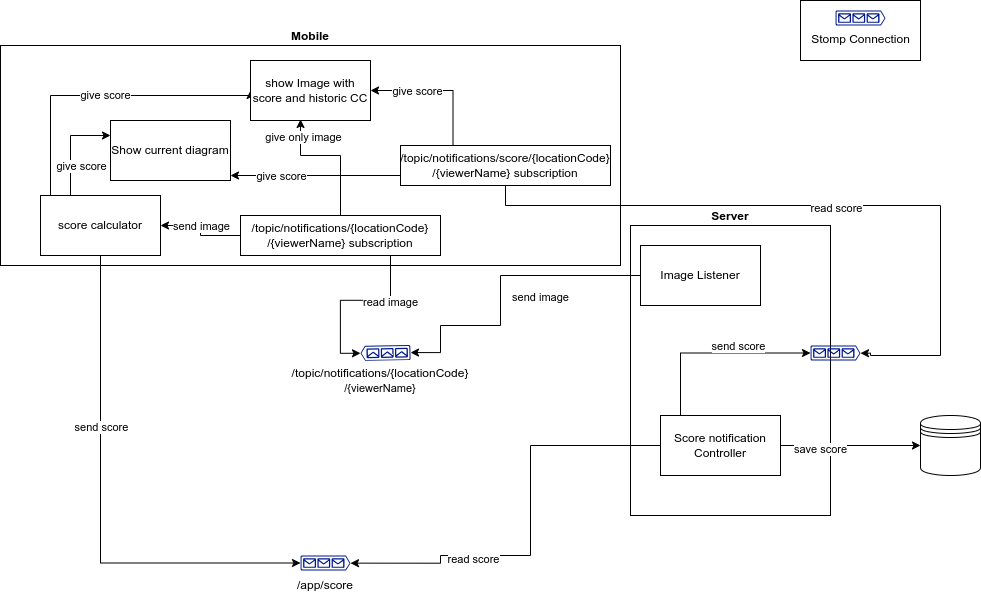 Stomp Connection
Mobile
show Image with
score and historic CC
give score
give score
give only image
Show current diagram
/topic/notifications/score/{locationCode}
/{viewerName} subscription
give score
give score
read score
score calculator
send image
/topic/notifications/{locationCode}
/{viewerName} subscription
Server
Image Listener
read image
send image
send score
/topic/notifications/{locationCode}
/{viewerName}
send score
Score notification
Controller
save score
read score
/app/score